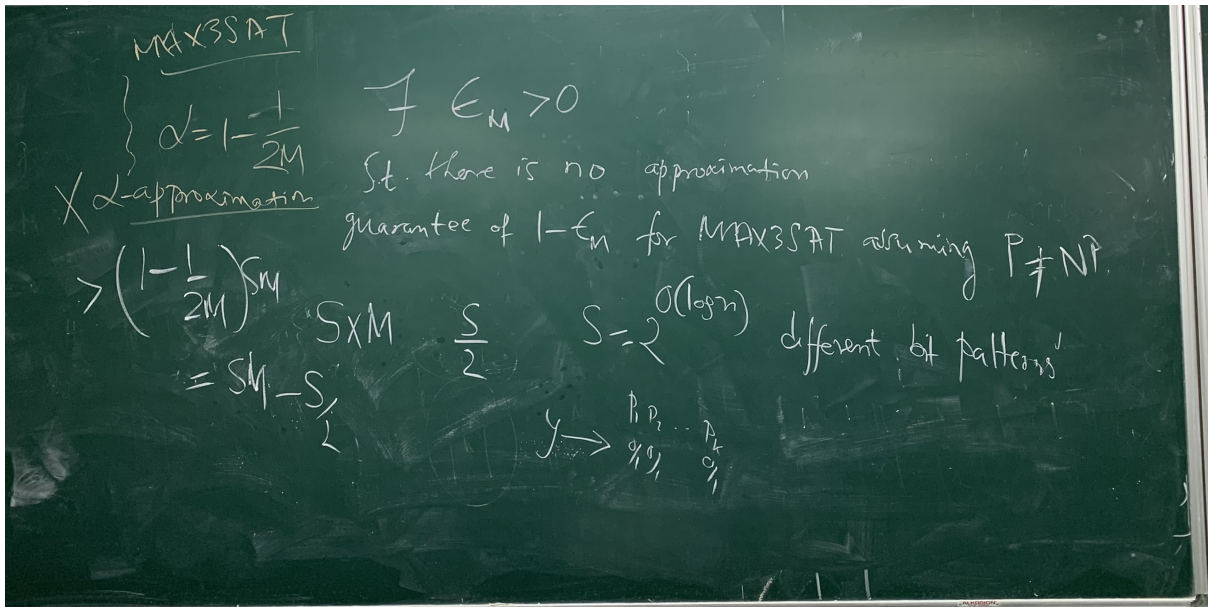 MAX3SAT
α = 1 - 1/2M
X α-approximation
> (1 - 1/2M) SM
= SM - S/2
∃ ϵ_M > 0
St. there is no approximation
guarantee of 1-ϵ_M for MAX3SAT assuming P ≠ NP.
S×M S/2 S = 2^O(log n) different bit patterns
y → P₁ P₂ ... P_k
0/1 0/1 0/1